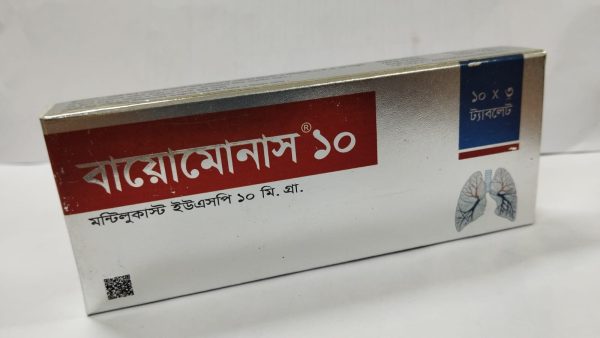 বায়োমোনাস® ১০
মন্টিলুকাস্ট ইউএসপি ১০ মি. গ্রা.
১০ x ৩
ট্যাবলেট